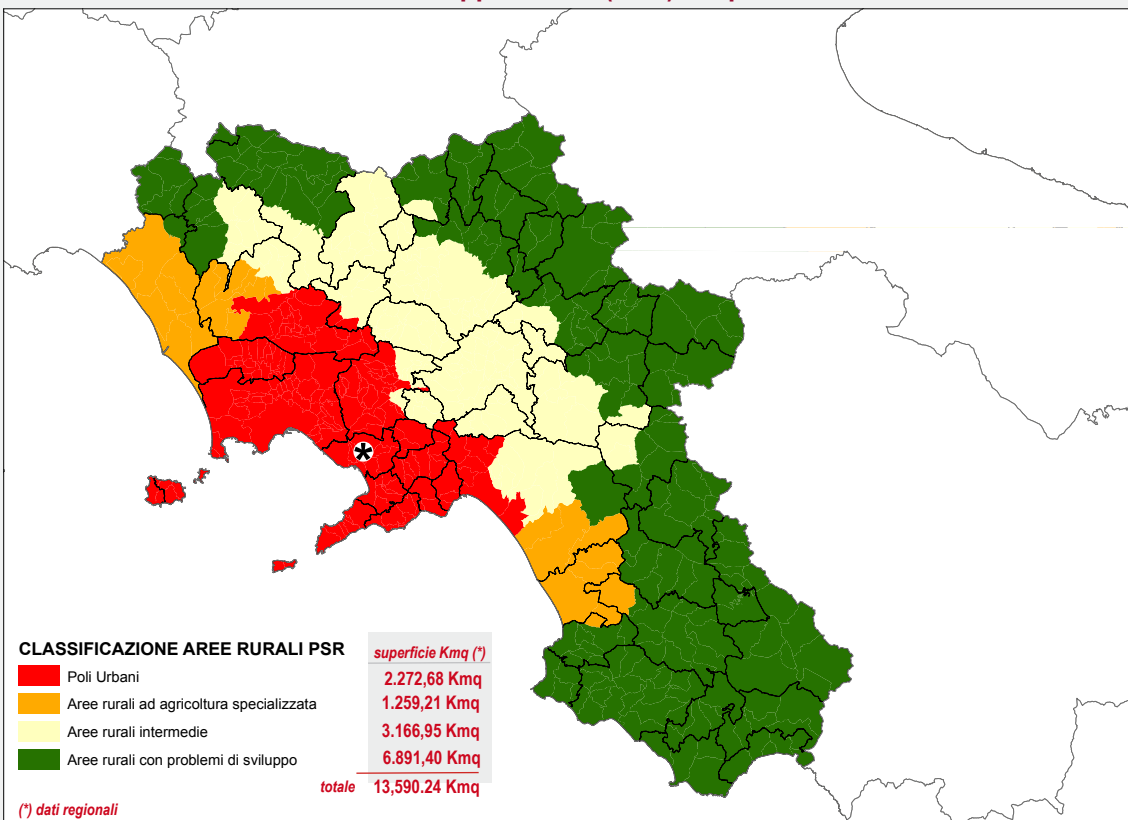 CLASSIFICAZIONE AREE RURALI PSR superficie Kmq (*)
Poli Urbani 2.272,68 Kmq
Aree rurali ad agricoltura specializzata 1.259,21 Kmq
Aree rurali intermedie 3.166,95 Kmq
Aree rurali con problemi di sviluppo 6.891,40 Kmq
totale 13,590.24 Kmq
(*) dati regionali